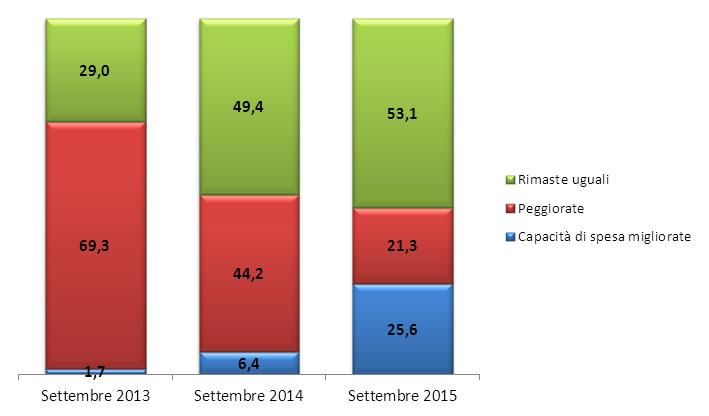 29,0
49,4
53,1
69,3
44,2
21,3
1,7
6,4
25,6
Rimaste uguali
Peggiorate
Capacità di spesa migliorate
Settembre 2013
Settembre 2014
Settembre 2015